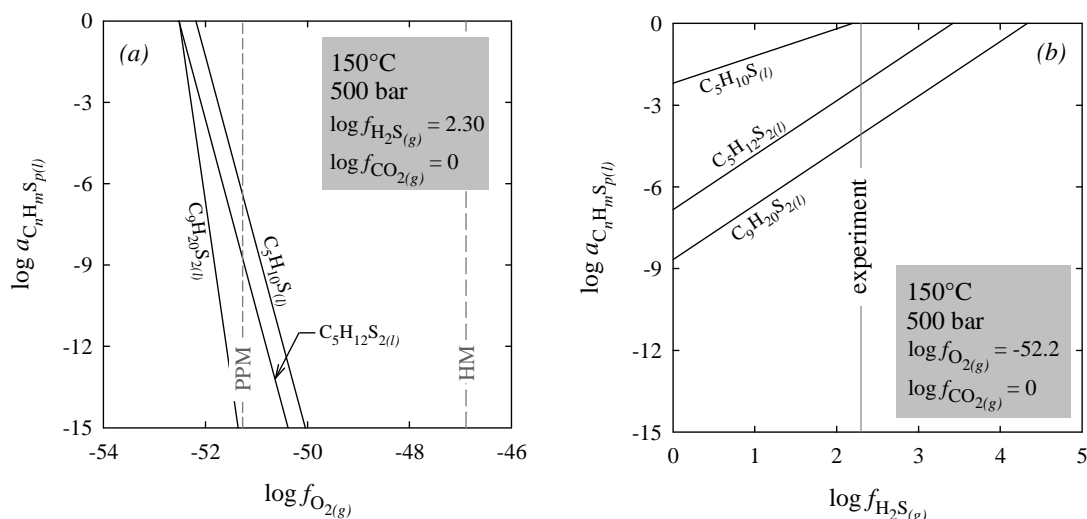 (a)
150°C
500 bar
log fH2S(g) = 2.30
log fCO2(g) = 0
0
-3
-6
-9
-12
-15
log aCnHmSp(l)
C9H20S2(l)
C5H10S(l)
C5H12S2(l)
PPM
HM
-54
-52
-50
-48
-46
log fO2(g)
(b)
0
-3
-6
-9
-12
-15
log aCnHmSp(l)
C5H10S(l)
C5H12S2(l)
C9H20S2(l)
experiment
150°C
500 bar
log fO2(g) = -52.2
log fCO2(g) = 0
0
1
2
3
4
5
log fH2S(g)